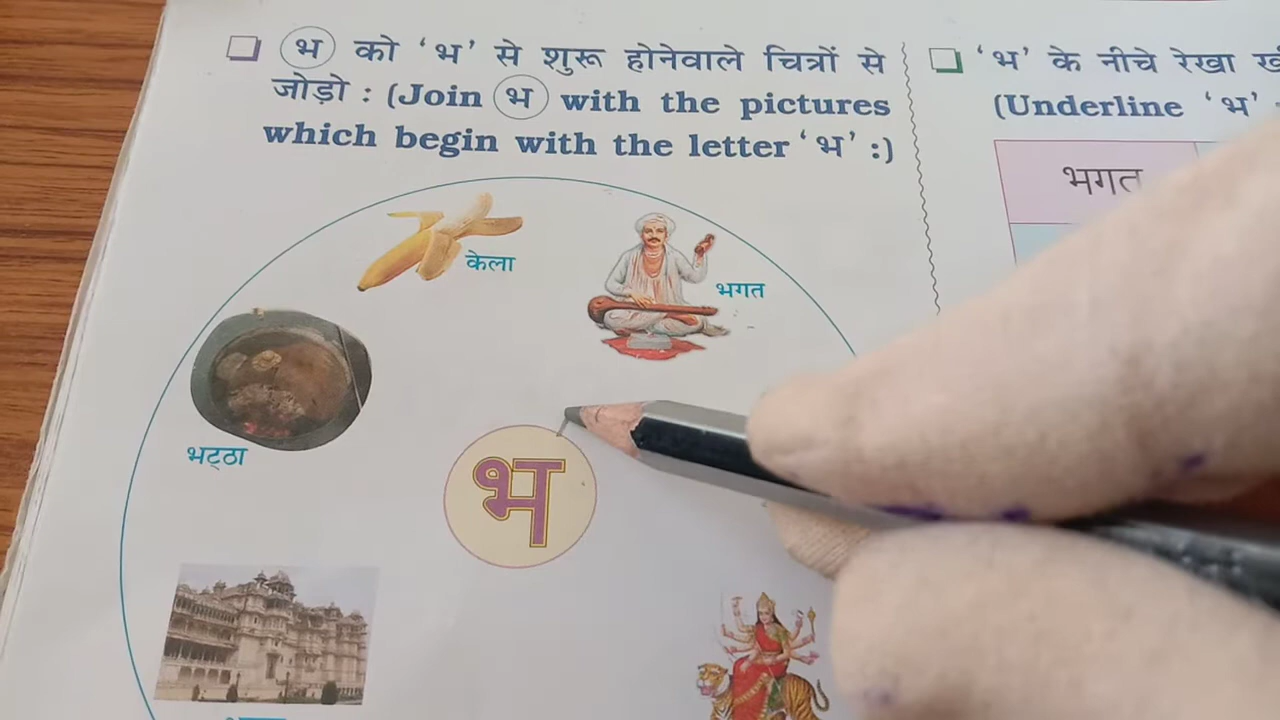 भ को ‘भ’ से शुरू होनेवाले चित्रों से
जोड़ो : (Join भ with the pictures
which begin with the letter ‘भ’ :)
केला
भगत
भट्ठा
भ
‘भ’ के नीचे रेखा
(Underline ‘भ’
भगत